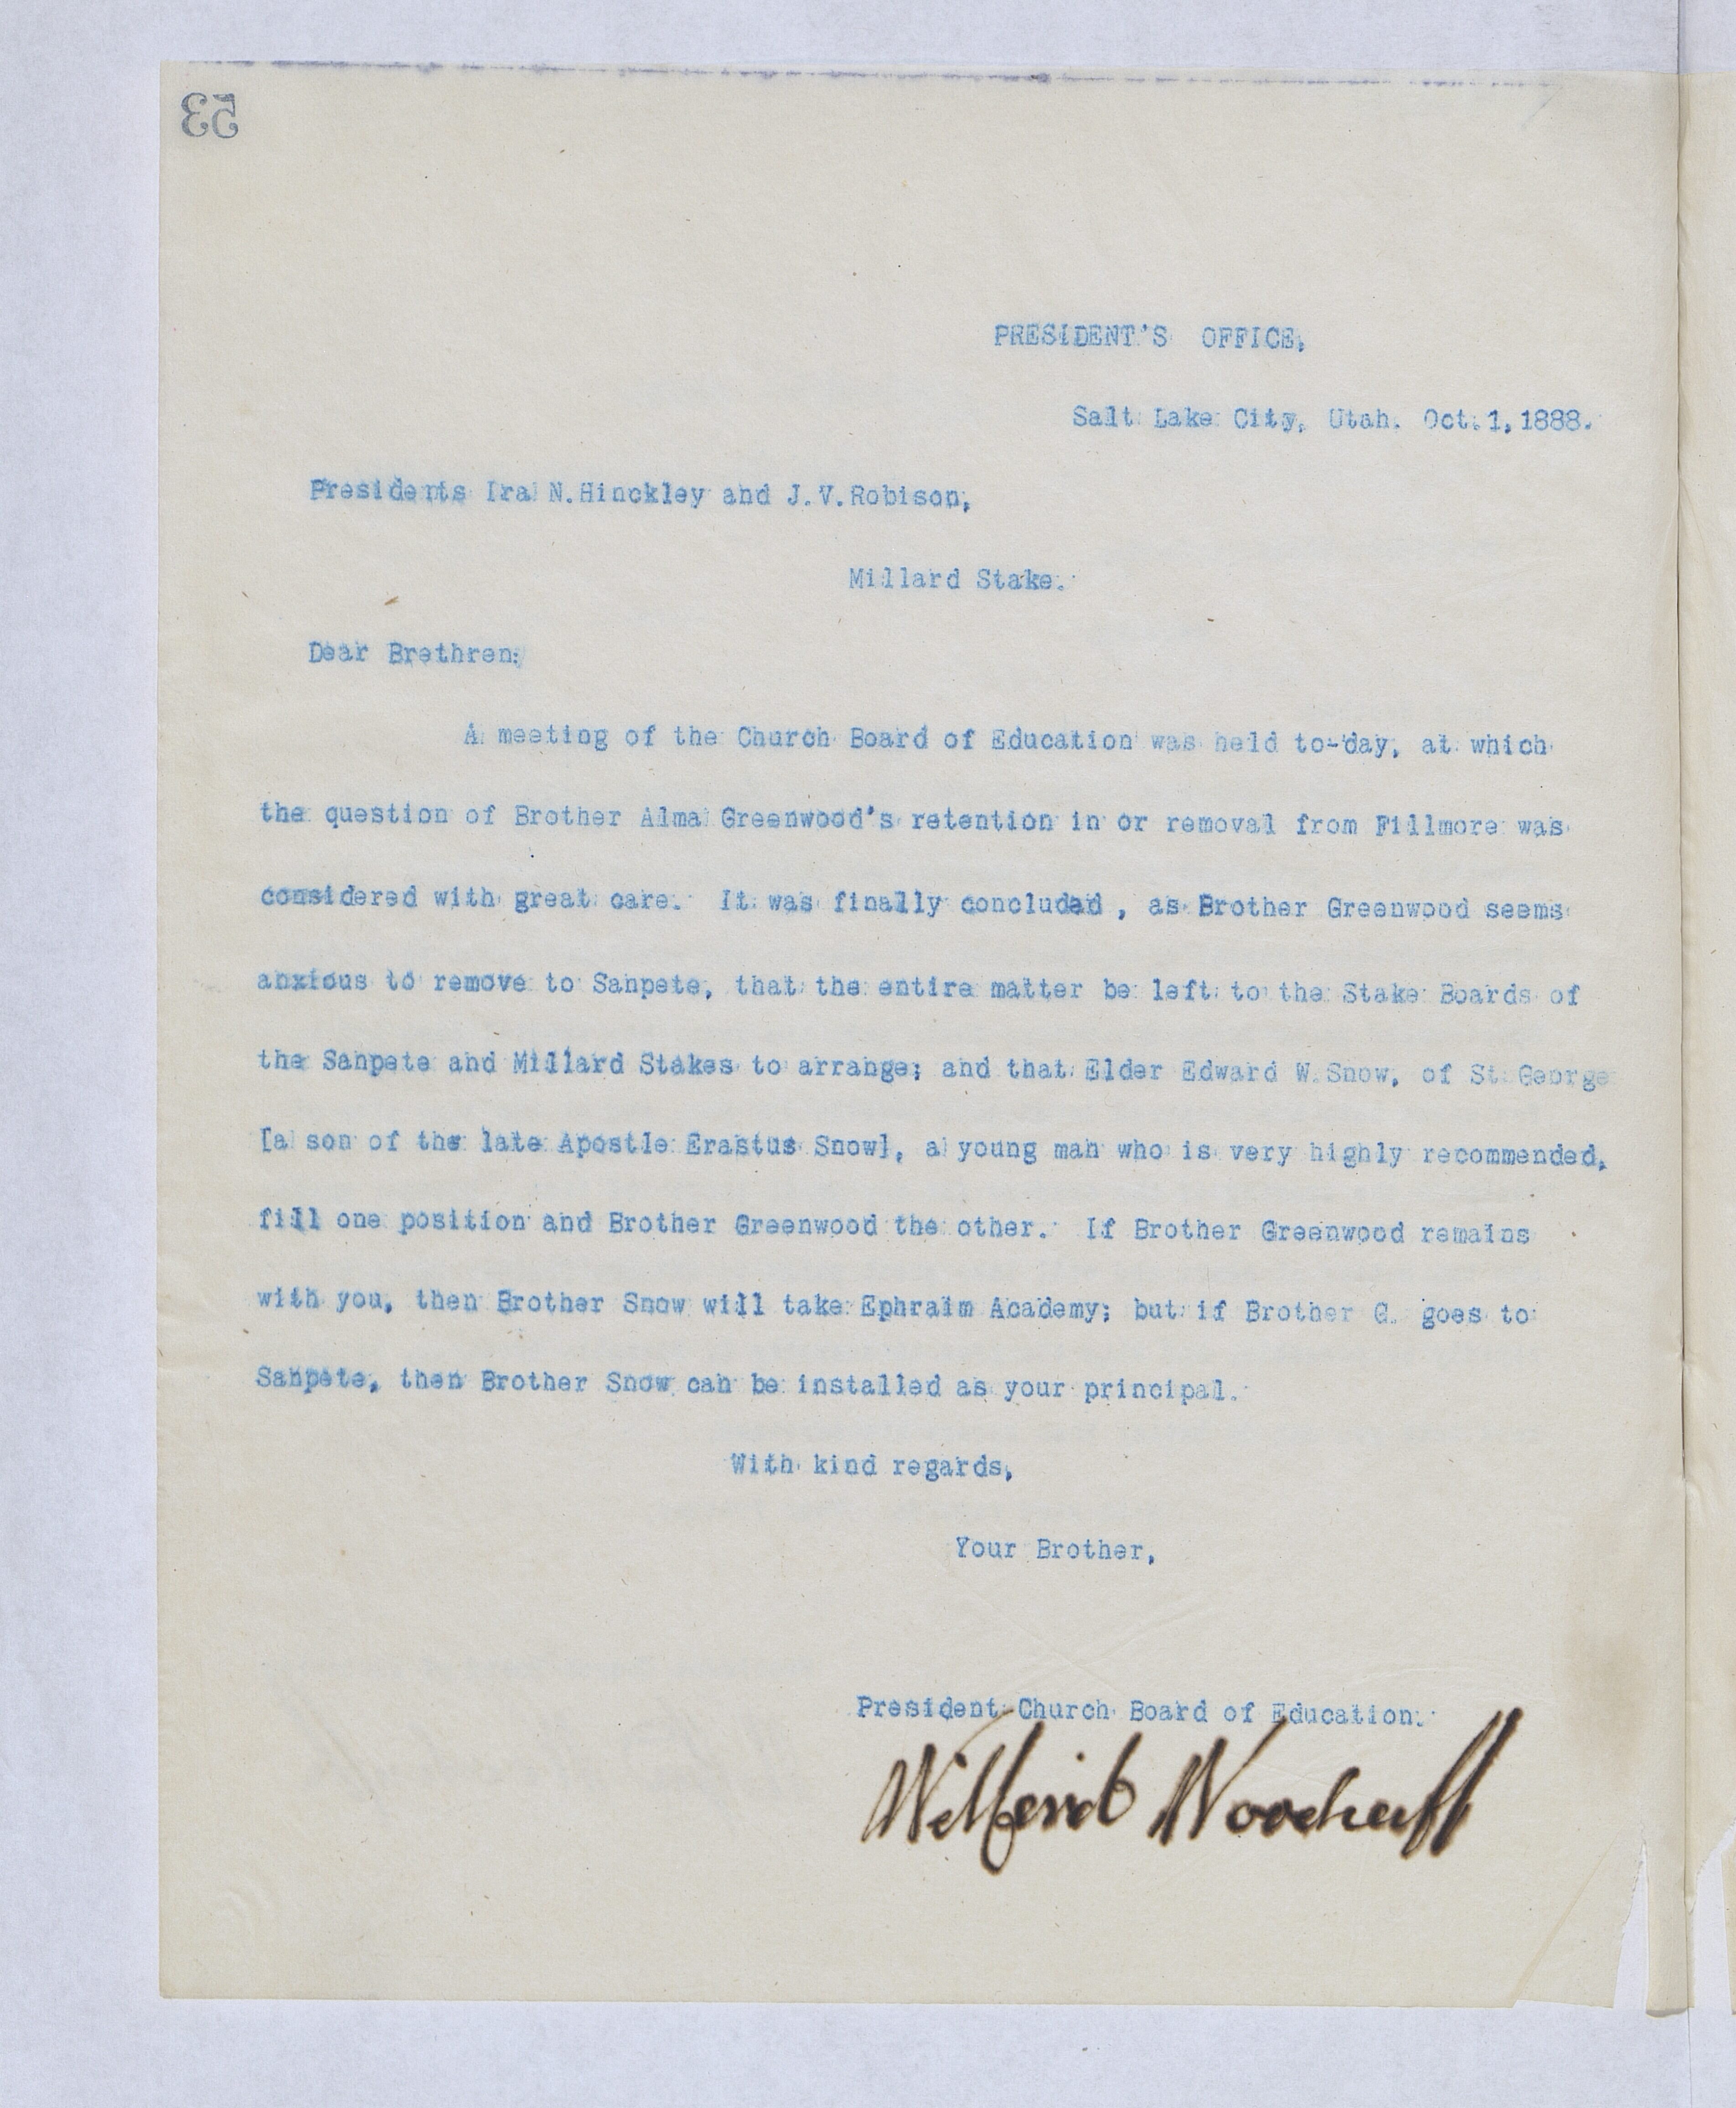 53
PRESIDENT'S OFFICE,
Salt Lake City, Utah. Oct. 1, 1888.
Presidents Ira N. Hinckley and J. V. Robison,
Millard Stake.
Dear Brethren:
A meeting of the Church Board of Education was held to-day, at which
the question of Brother Alma Greenwood's retention in or removal from Fillmore was
considered with great care. It was finally concluded , as Brother Greenwood seems
anxious to remove to Sanpete, that the entire matter be left to the Stake Boards of
the Sanpete and Millard Stakes to arrange; and that Elder Edward W. Snow, of St George
[a son of the late Apostle Erastus Snow], a young man who is very highly recommended,
fill one position and Brother Greenwood the other. If Brother Greenwood remains
with you, then Brother Snow will take Ephraim Academy; but if Brother G. goes to
Sanpete, then Brother Snow can be installed as your principal.
With kind regards,
Your Brother,
President Church Board of Education.
Wilford Woodruff